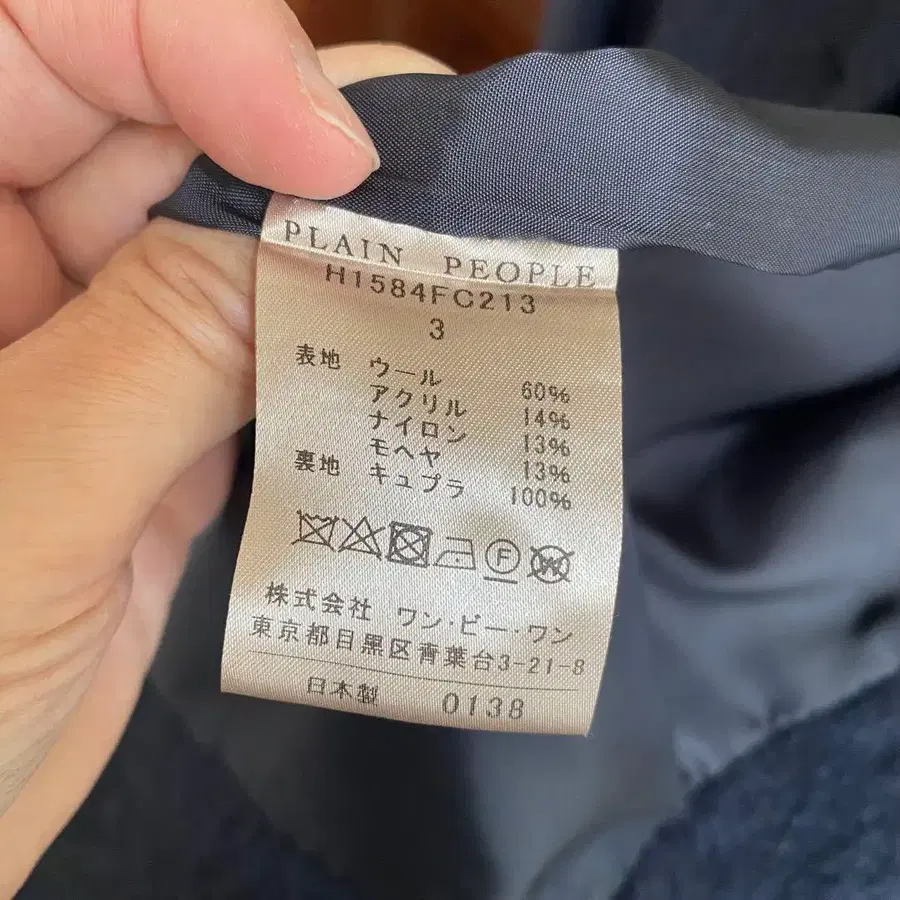 PLAIN PEOPLE
H1584FC213
3
表地 ウール 60%
アクリル 14%
ナイロン 13%
モヘヤ 13%
裏地 キュプラ 100%
F W
株式会社 ワン・ビー・ワン
東京都目黒区青葉台3-21-8
日本製 0138